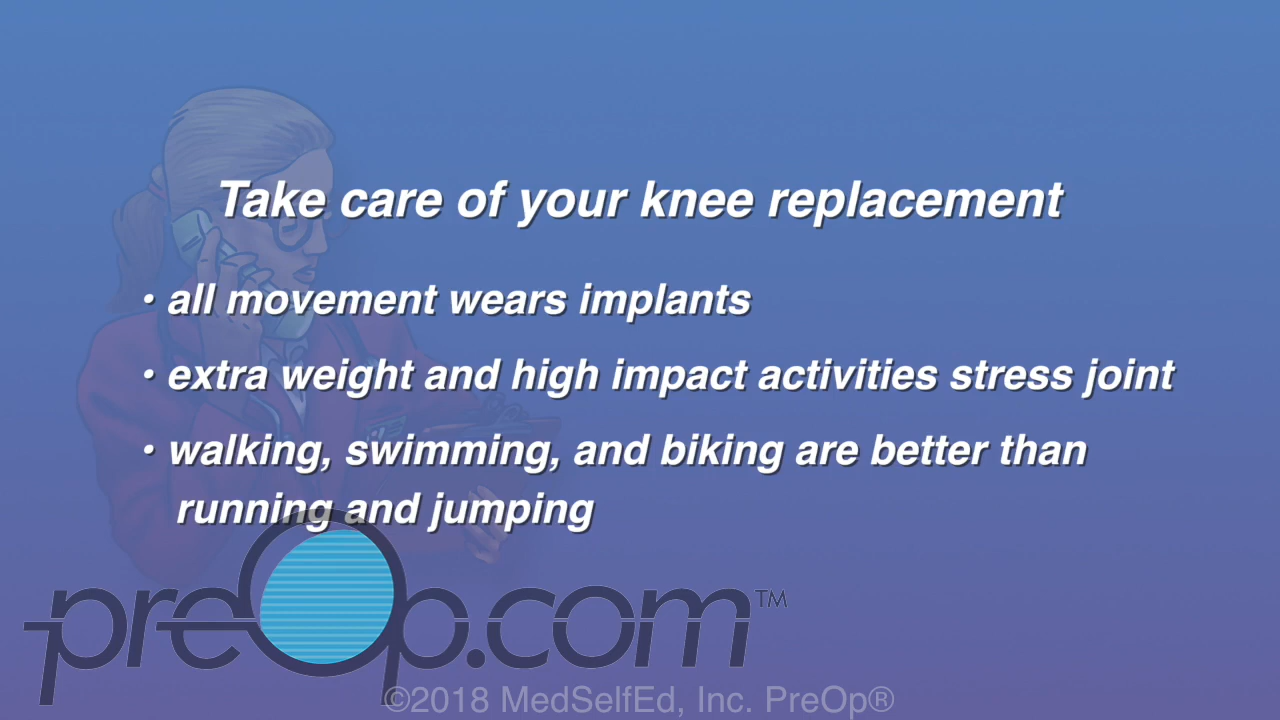 Take care of your knee replacement
• all movement wears implants
• extra weight and high impact activities stress joint
• walking, swimming, and biking are better than
running and jumping
preOp.com™
©2018 MedSelfEd, Inc. PreOp®